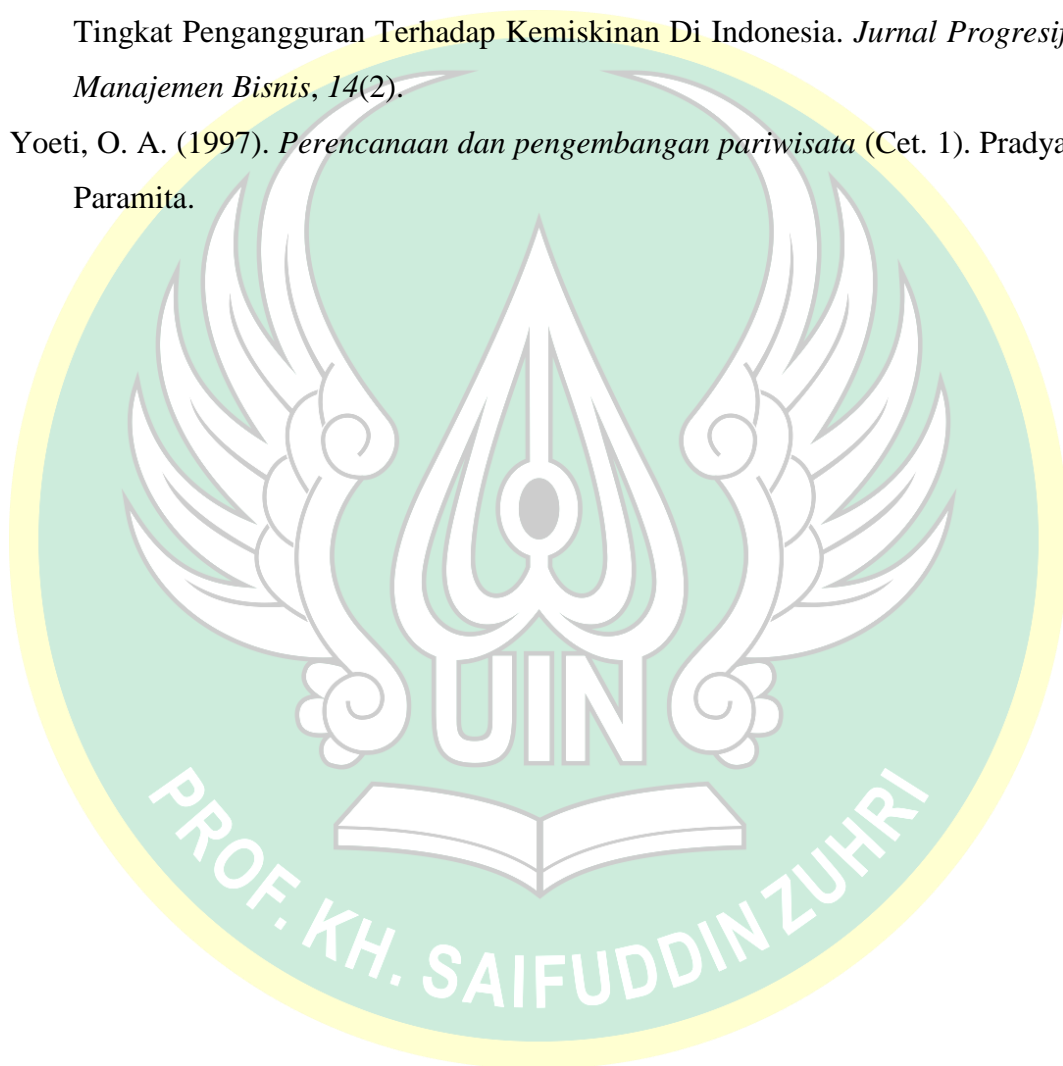 Tingkat Pengangguran Terhadap Kemiskinan Di Indonesia. Jurnal Progresif
Manajemen Bisnis, 14(2).
Yoeti, O. A. (1997). Perencanaan dan pengembangan pariwisata (Cet. 1). Pradya
Paramita.
UIN
PROF. KH. SAIFUDDIN ZUHRI